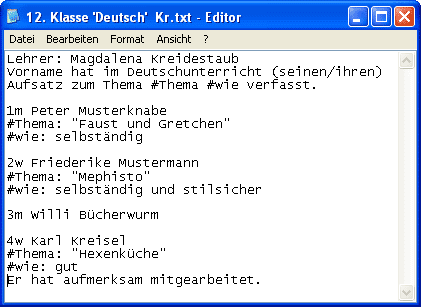 12. Klasse 'Deutsch'  Kr.txt - Editor
Datei Bearbeiten Format Ansicht ?
Lehrer: Magdalena Kreidestaub
Vorname hat im Deutschunterricht (seinen/ihren)
Aufsatz zum Thema #Thema #wie verfasst.
1m Peter Musterknabe
#Thema: "Faust und Gretchen"
#wie: selbständig
2w Friederike Mustermann
#Thema: "Mephisto"
#wie: selbständig und stilsicher
3m Willi Bücherwurm
4w Karl Kreisel
#Thema: "Hexenküche"
#wie: gut
Er hat aufmerksam mitgearbeitet.